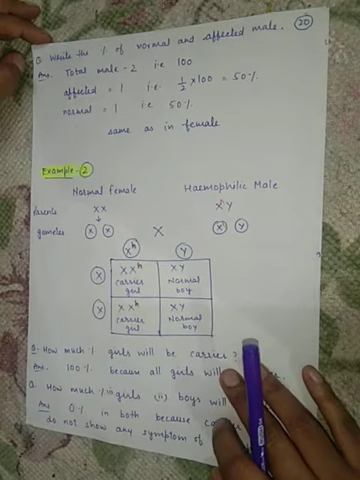 Q. Write the % of normal and affected male.
20
Ans. Total male - 2 i.e 100
affected = 1 i.e. 1/2 × 100 = 50%
normal = 1 i.e 50%
same as in female
Example - 2
Normal female Haemophilic Male
Parents XX XY
gametes X X X X Y
X^h Y
X XX^h XY
carrier girl Normal boy
X XX^h XY
carrier girl Normal boy
Q. How much % girls will be carrier?
Ans. 100% because all girls will
Q. How much % (i) girls (ii) boys will
Ans 0% in both because
do not show any symptom of